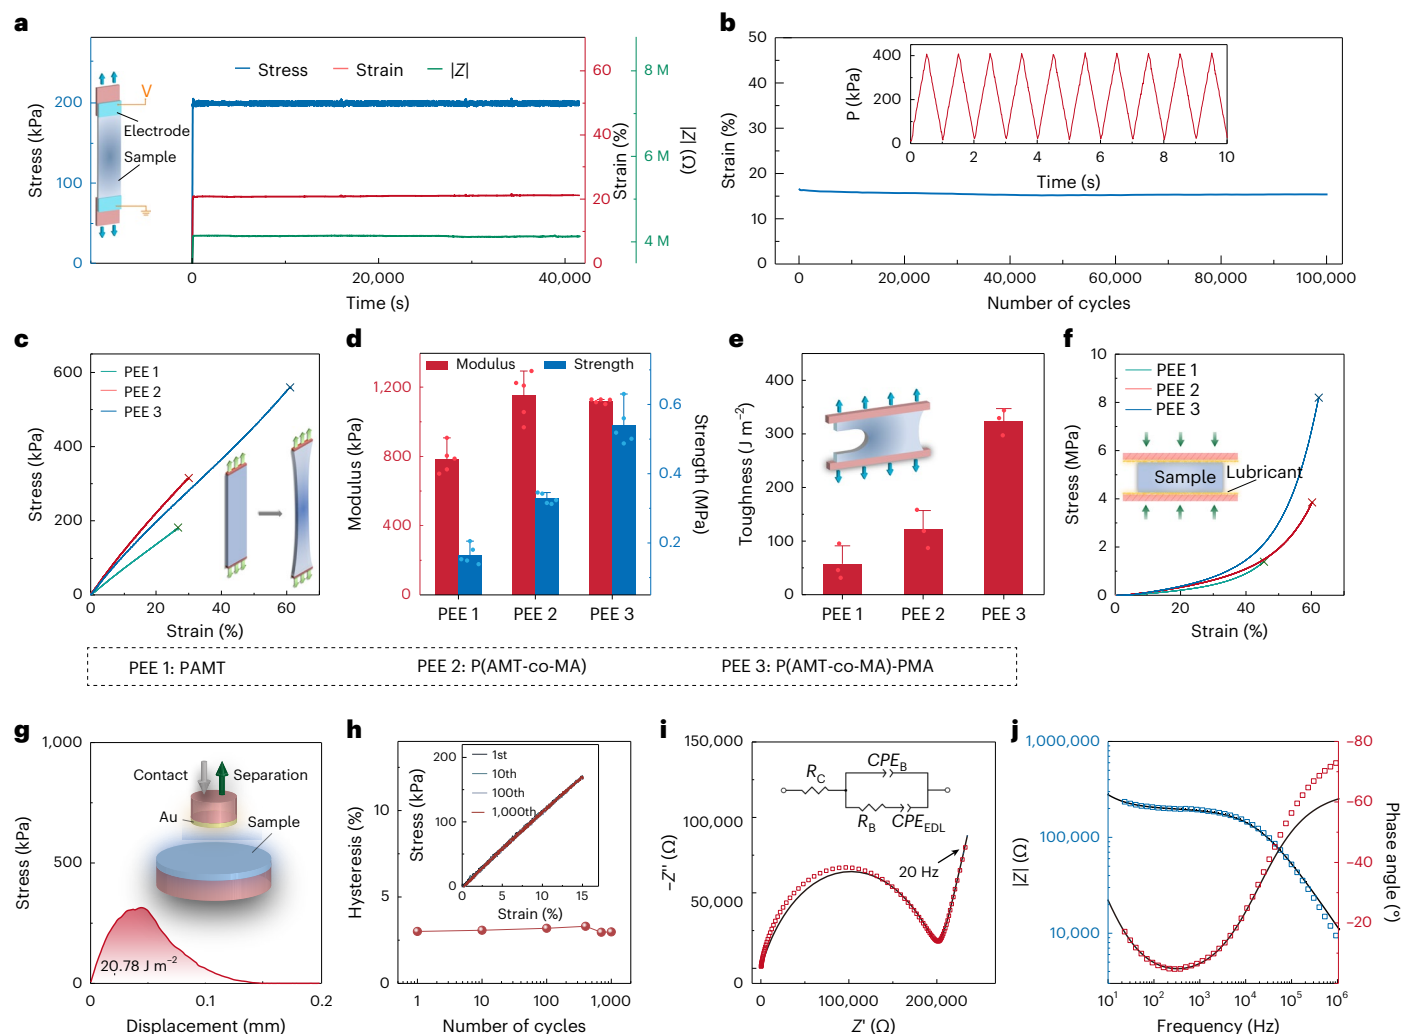 a
Stress Strain |Z|
V
Electrode
Sample
Stress (kPa)
200
100
0
0 20,000 40,000
Time (s)
60
40
20
0
Strain (%)
8 M
6 M
4 M
|Z| (Ω)
b
Strain (%)
50
45
40
35
30
25
20
15
10
5
0
0 20,000 40,000 60,000 80,000 100,000
Number of cycles
P (kPa)
400
200
0
0 2 4 6 8 10
Time (s)
c
PEE 1
PEE 2
PEE 3
Stress (kPa)
600
400
200
0
0 20 40 60
Strain (%)
d
Modulus Strength
Modulus (kPa)
1,200
800
400
0
PEE 1 PEE 2 PEE 3
0.6
0.4
0.2
Strength (MPa)
e
Toughness (J m⁻²)
400
300
200
100
0
PEE 1 PEE 2 PEE 3
f
PEE 1
PEE 2
PEE 3
Sample
Lubricant
Stress (MPa)
10
8
6
4
2
0
0 20 40 60
Strain (%)
PEE 1: PAMT PEE 2: P(AMT-co-MA) PEE 3: P(AMT-co-MA)-PMA
g
Stress (kPa)
1,000
500
0
Contact Separation
Au
Sample
20.78 J m⁻²
0 0.1 0.2
Displacement (mm)
h
Hysteresis (%)
10
5
0
1 10 100 1,000
Number of cycles
Stress (kPa)
200
100
0
1st
10th
100th
1,000th
0 5 10 15
Strain (%)
i
−Z″ (Ω)
150,000
100,000
50,000
0
R_C
CPE_B
R_B
CPE_EDL
20 Hz
0 100,000 200,000
Z′ (Ω)
j
|Z| (Ω)
1,000,000
100,000
10,000
10¹ 10² 10³ 10⁴ 10⁵ 10⁶
Frequency (Hz)
−80
−60
−40
−20
Phase angle (°)